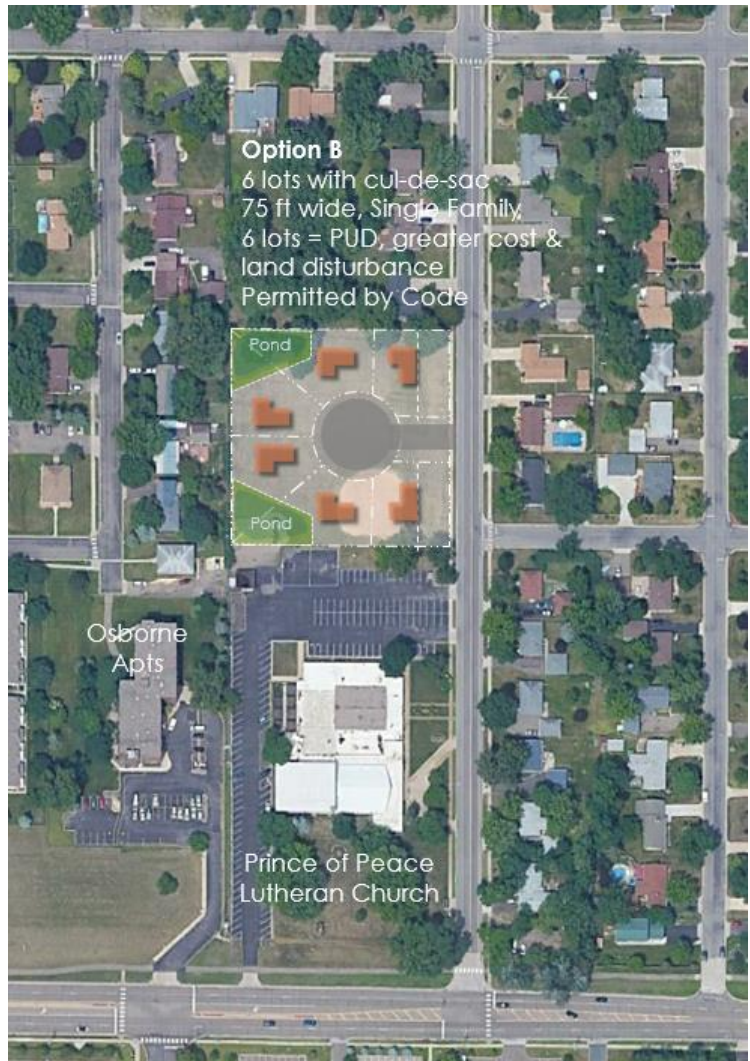 Option B
6 lots with cul-de-sac
75 ft wide, Single Family,
6 lots = PUD, greater cost &
land disturbance
Permitted by Code
Pond
Pond
Osborne
Apts
Prince of Peace
Lutheran Church